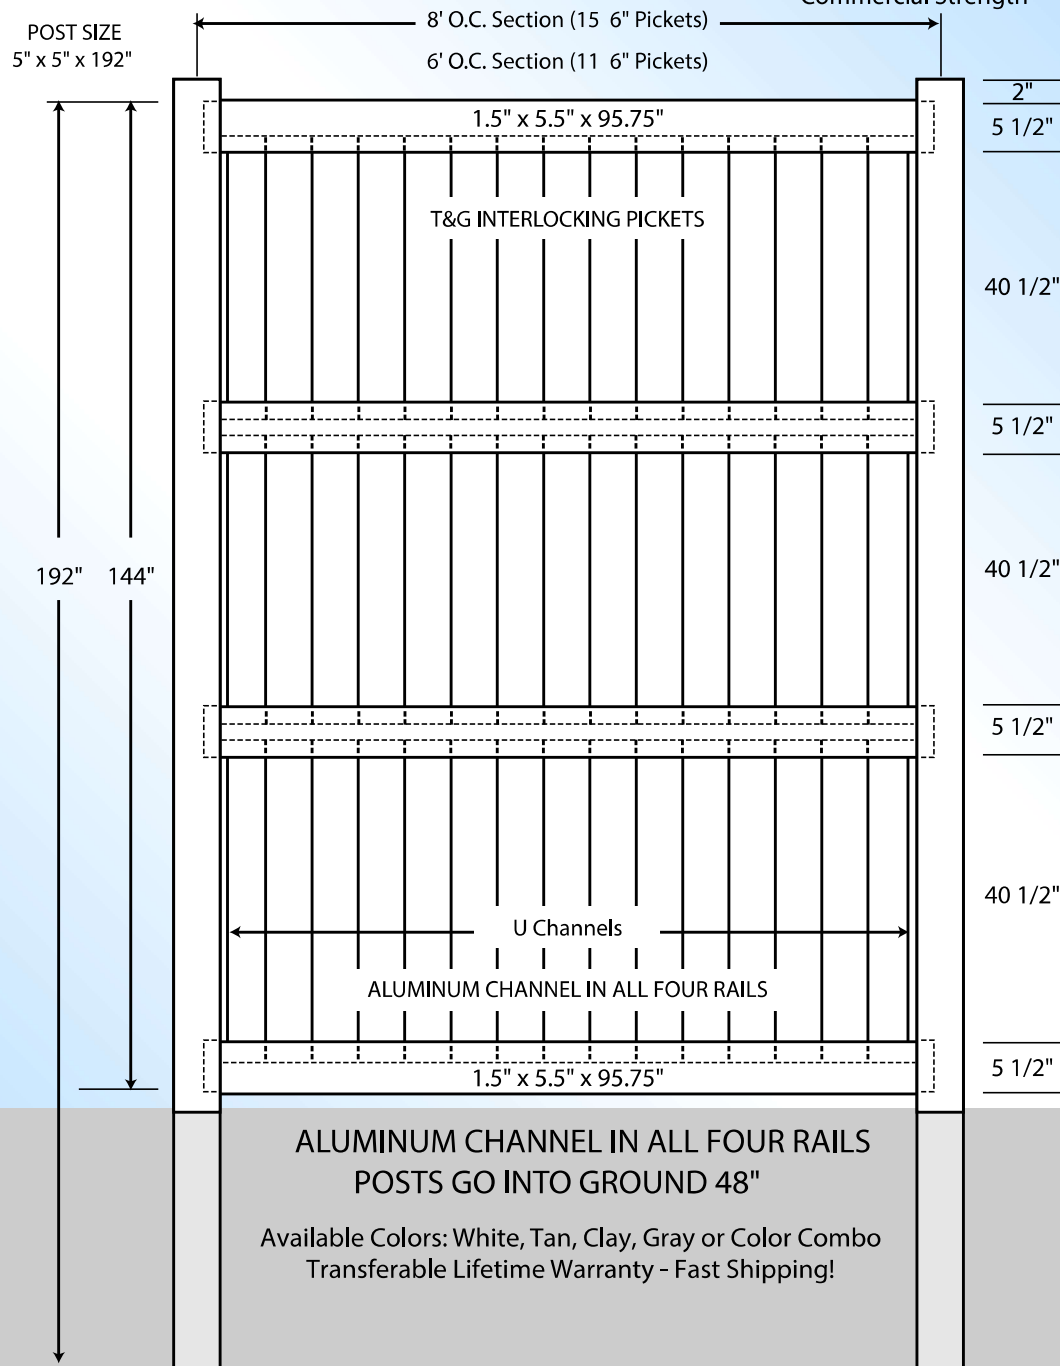 Commercial Strength
8' O.C. Section (15 6" Pickets)
POST SIZE
5" x 5" x 192"
6' O.C. Section (11 6" Pickets)
2"
1.5" x 5.5" x 95.75"
5 1/2"
T&G INTERLOCKING PICKETS
40 1/2"
5 1/2"
192" 144"
40 1/2"
5 1/2"
40 1/2"
U Channels
ALUMINUM CHANNEL IN ALL FOUR RAILS
5 1/2"
1.5" x 5.5" x 95.75"
ALUMINUM CHANNEL IN ALL FOUR RAILS
POSTS GO INTO GROUND 48"
Available Colors: White, Tan, Clay, Gray or Color Combo
Transferable Lifetime Warranty - Fast Shipping!